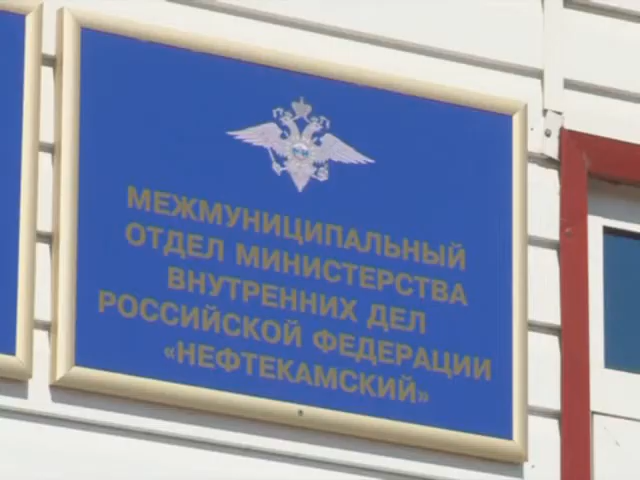 МЕЖМУНИЦИПАЛЬНЫЙ
ОТДЕЛ МИНИСТЕРСТВА
ВНУТРЕННИХ ДЕЛ
РОССИЙСКОЙ ФЕДЕРАЦИИ
«НЕФТЕКАМСКИЙ»